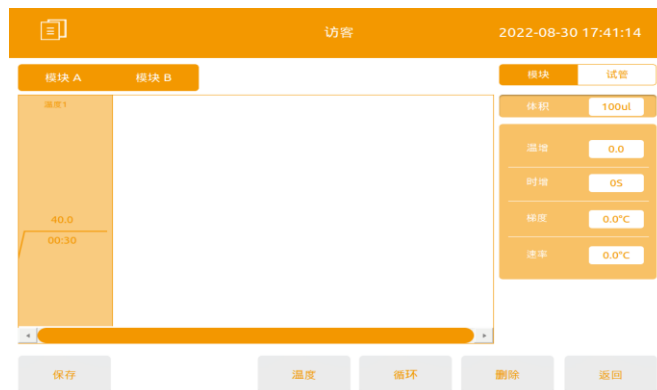 访客
2022-08-30 17:41:14
模块 A
模块 B
模块
试管
温度1
体积
100ul
温增
0.0
时增
0S
40.0
00:30
梯度
0.0°C
速率
0.0°C
保存
温度
循环
删除
返回